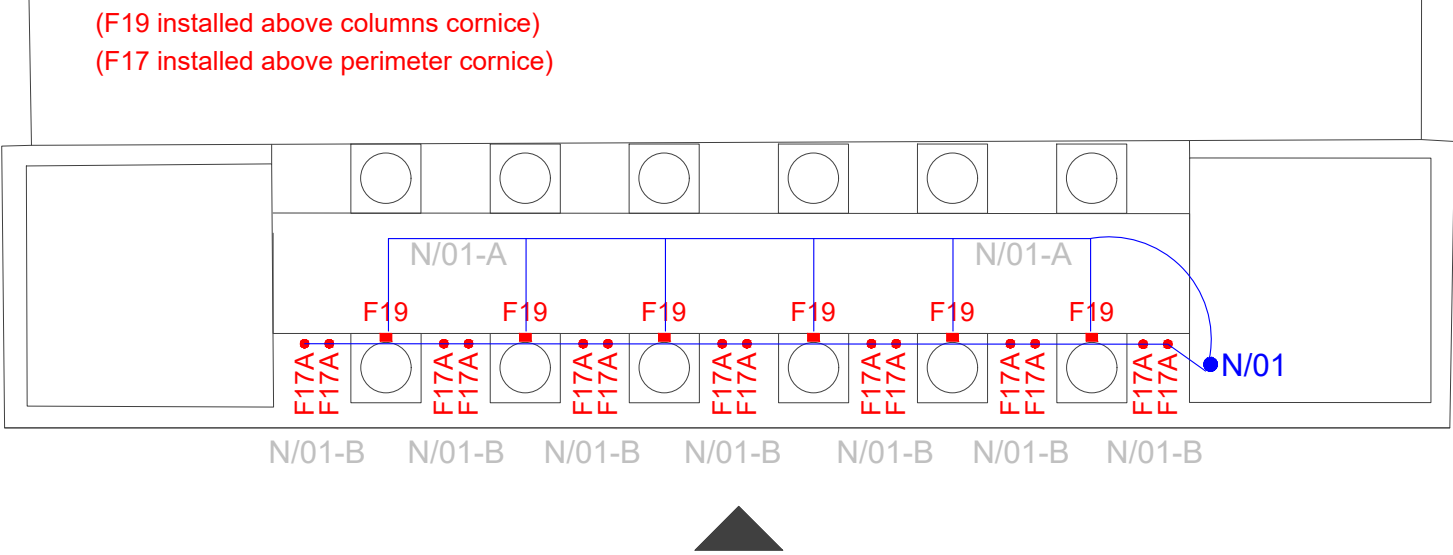 (F19 installed above columns cornice)
(F17 installed above perimeter cornice)
N/01-A N/01-A
F19 F19 F19 F19 F19 F19
F17A F17A F17A F17A F17A F17A F17A F17A F17A F17A F17A F17A F17A F17A
N/01
N/01-B N/01-B N/01-B N/01-B N/01-B N/01-B N/01-B